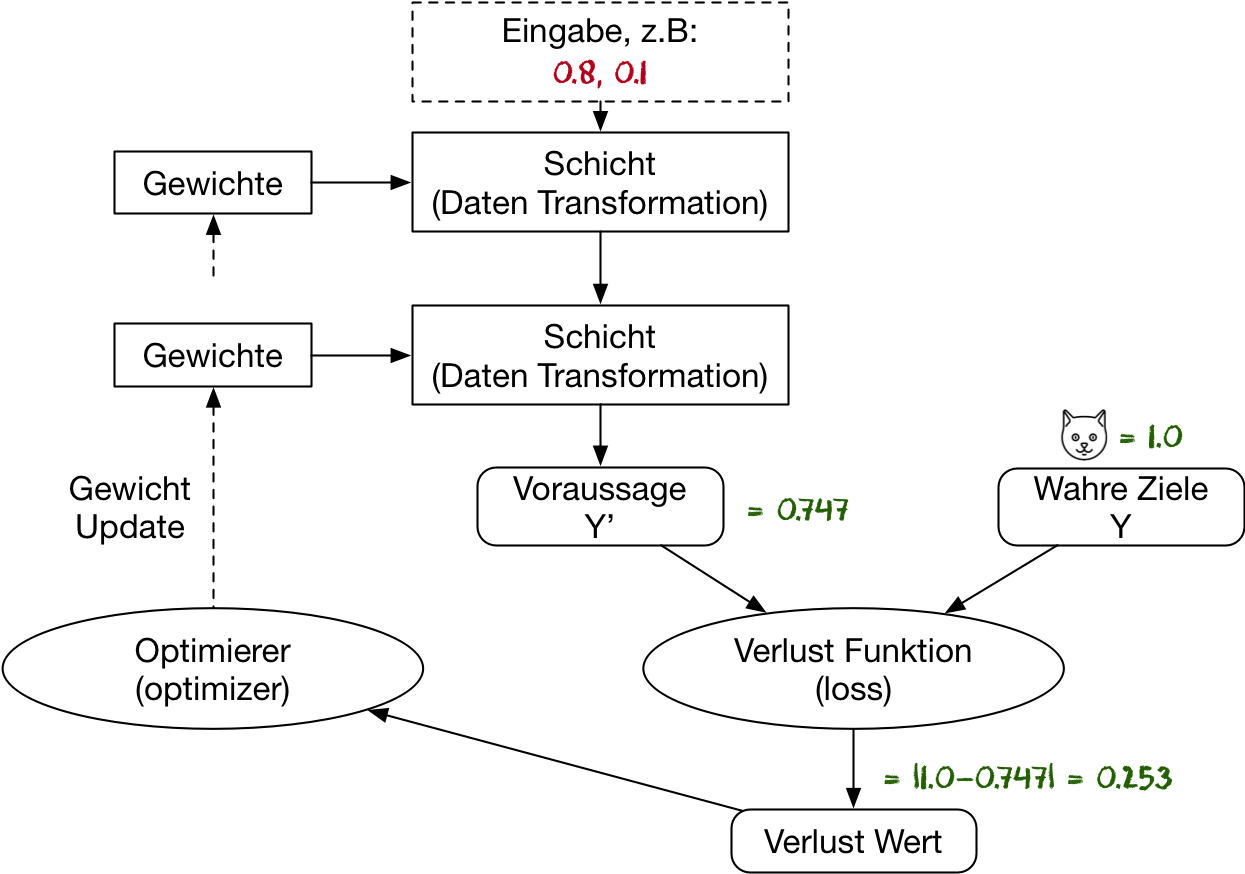 Eingabe, z.B:
0.8, 0.1
Gewichte
Schicht
(Daten Transformation)
Gewichte
Schicht
(Daten Transformation)
= 1.0
Gewicht
Update
Voraussage
Y’
= 0.747
Wahre Ziele
Y
Optimierer
(optimizer)
Verlust Funktion
(loss)
= |1.0-0.747| = 0.253
Verlust Wert